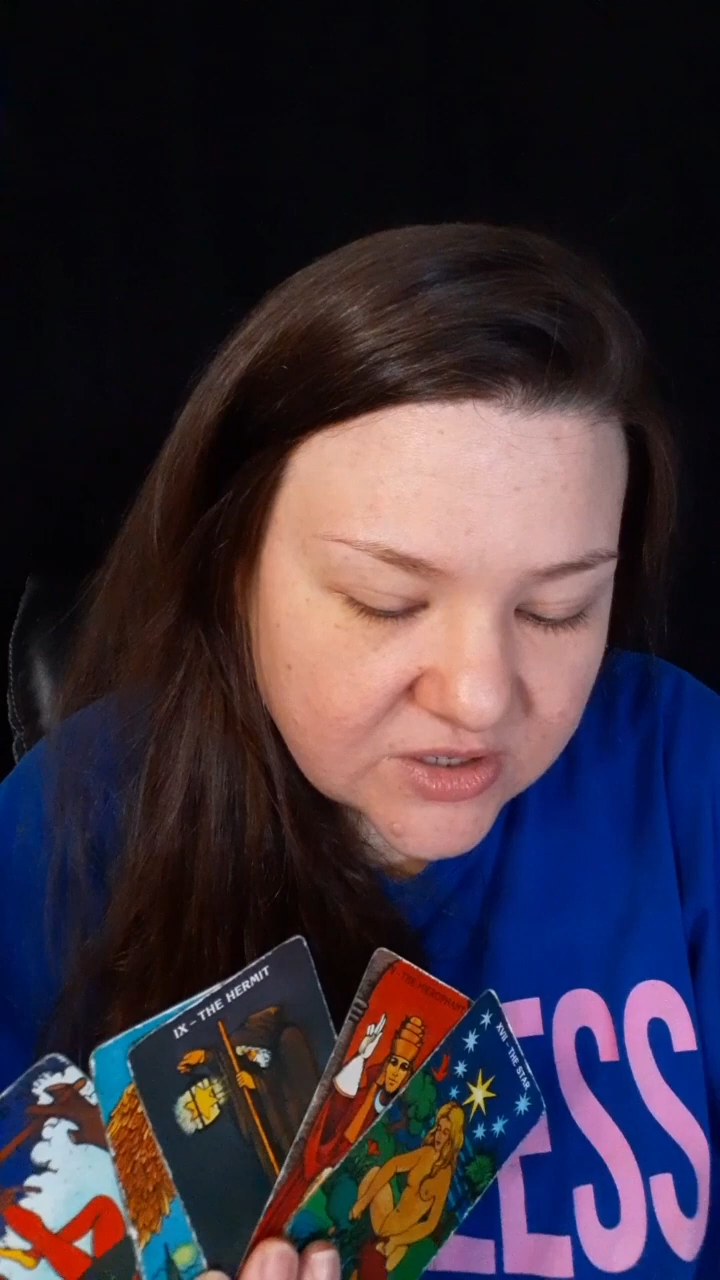 IX - THE HERMIT
V - THE HIEROPHANT
XVII - THE STAR
ESS